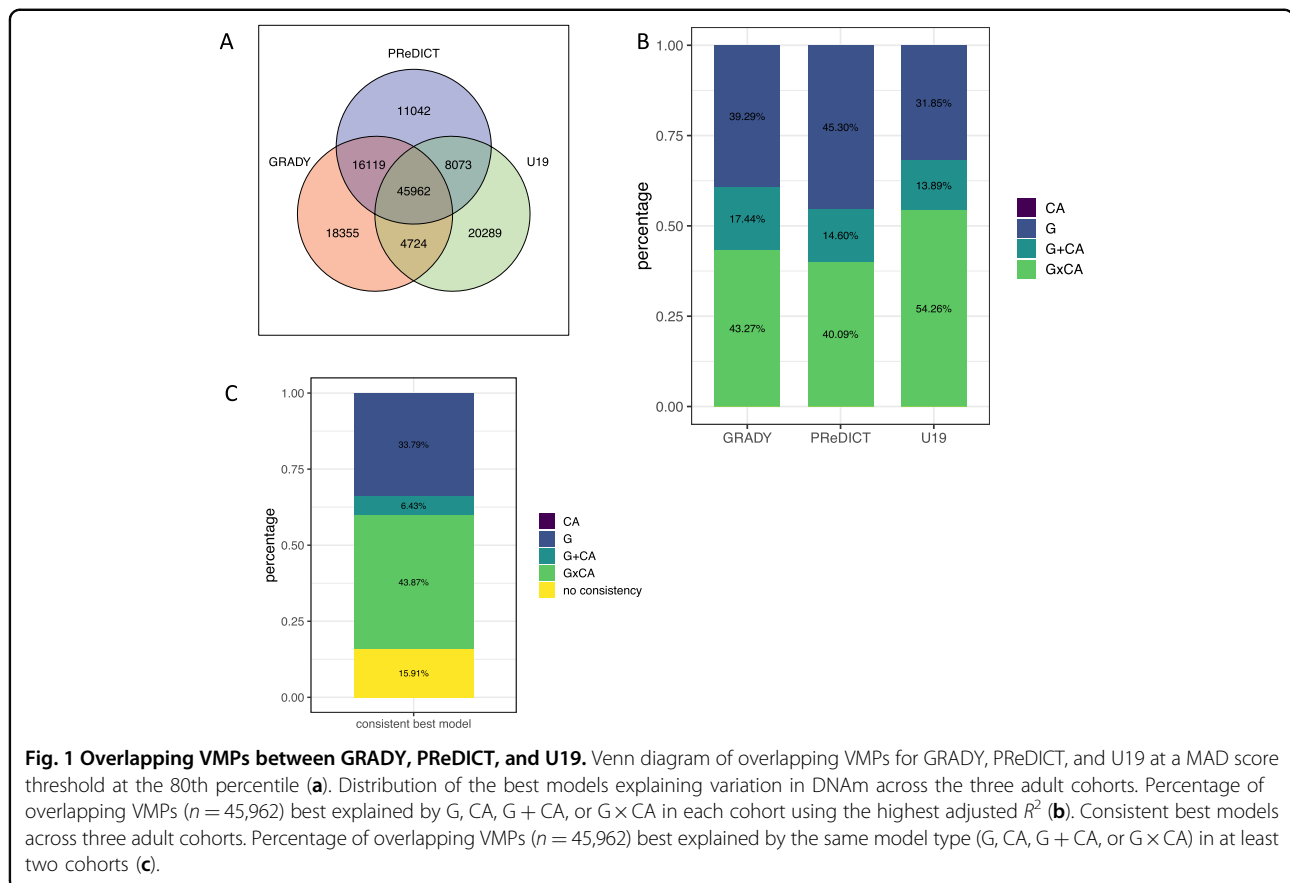 A
PReDICT
11042
GRADY
16119
8073
U19
45962
18355
4724
20289
B
1.00
0.75
0.50
0.25
0.00
percentage
39.29%
17.44%
43.27%
45.30%
14.60%
40.09%
31.85%
13.89%
54.26%
GRADY
PReDICT
U19
CA
G
G+CA
GxCA
C
1.00
0.75
0.50
0.25
0.00
percentage
33.79%
6.43%
43.87%
15.91%
consistent best model
CA
G
G+CA
GxCA
no consistency
Fig. 1 Overlapping VMPs between GRADY, PReDICT, and U19. Venn diagram of overlapping VMPs for GRADY, PReDICT, and U19 at a MAD score
threshold at the 80th percentile (a). Distribution of the best models explaining variation in DNAm across the three adult cohorts. Percentage of
overlapping VMPs (n = 45,962) best explained by G, CA, G + CA, or G × CA in each cohort using the highest adjusted R² (b). Consistent best models
across three adult cohorts. Percentage of overlapping VMPs (n = 45,962) best explained by the same model type (G, CA, G + CA, or G × CA) in at least
two cohorts (c).